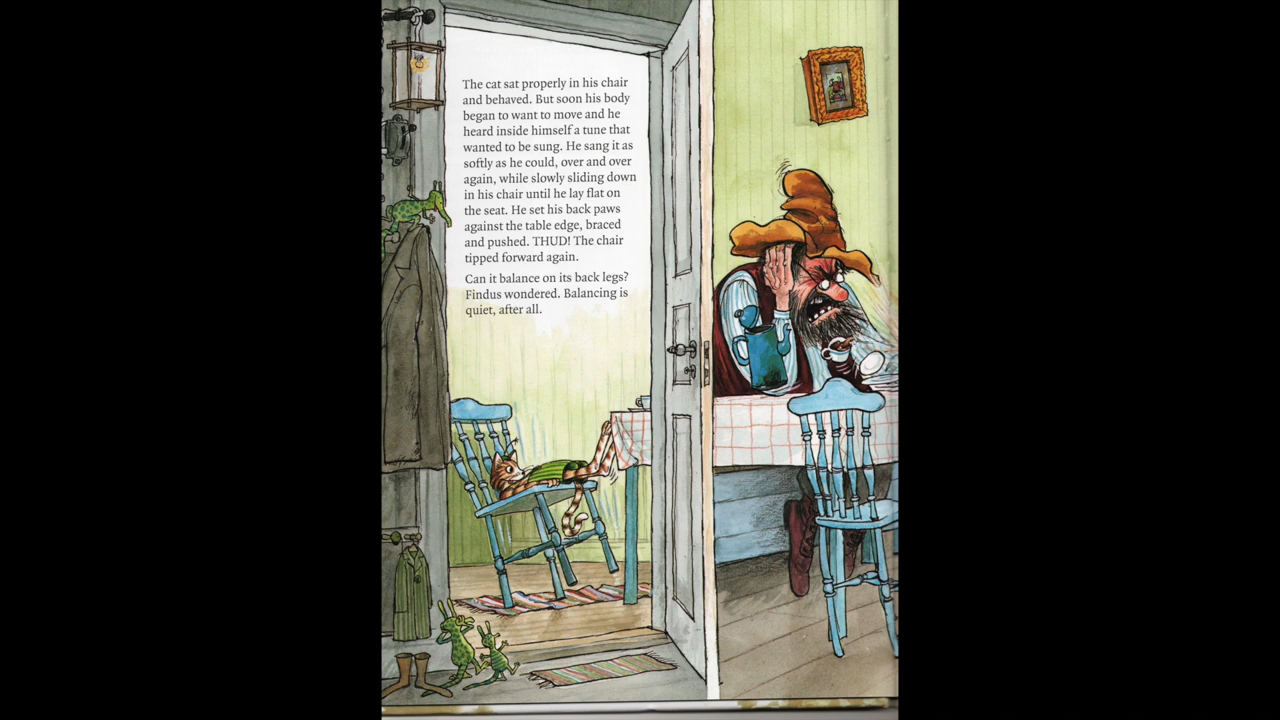 The cat sat properly in his chair
and behaved. But soon his body
began to want to move and he
heard inside himself a tune that
wanted to be sung. He sang it as
softly as he could, over and over
again, while slowly sliding down
in his chair until he lay flat on
the seat. He set his back paws
against the table edge, braced
and pushed. THUD! The chair
tipped forward again.
Can it balance on its back legs?
Findus wondered. Balancing is
quiet, after all.